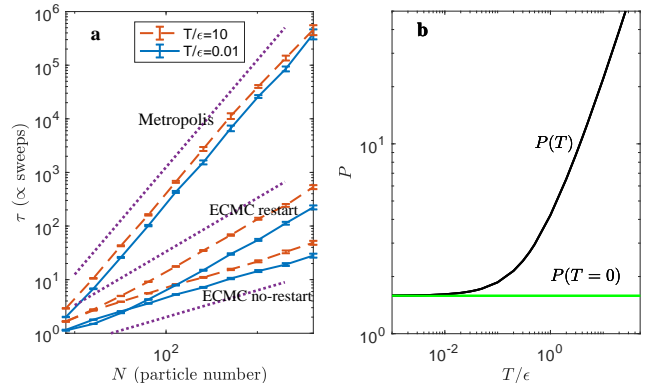 a
T/ϵ=10
T/ϵ=0.01
Metropolis
ECMC restart
ECMC no-restart
10^6
10^5
10^4
10^3
10^2
10^1
10^0
τ (∝ sweeps)
10^2
N (particle number)
b
P(T)
P(T = 0)
10^1
10^0
P
10^-2
10^0
T/ϵ